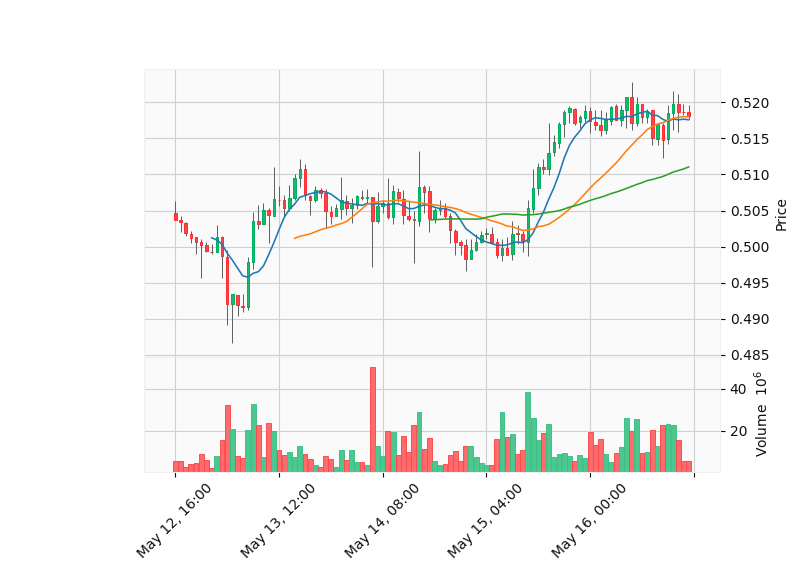 0.520
0.515
0.510
0.505
0.500
0.495
0.490
0.485
Price
40
20
Volume 10^6
May 12, 16:00
May 13, 12:00
May 14, 08:00
May 15, 04:00
May 16, 00:00